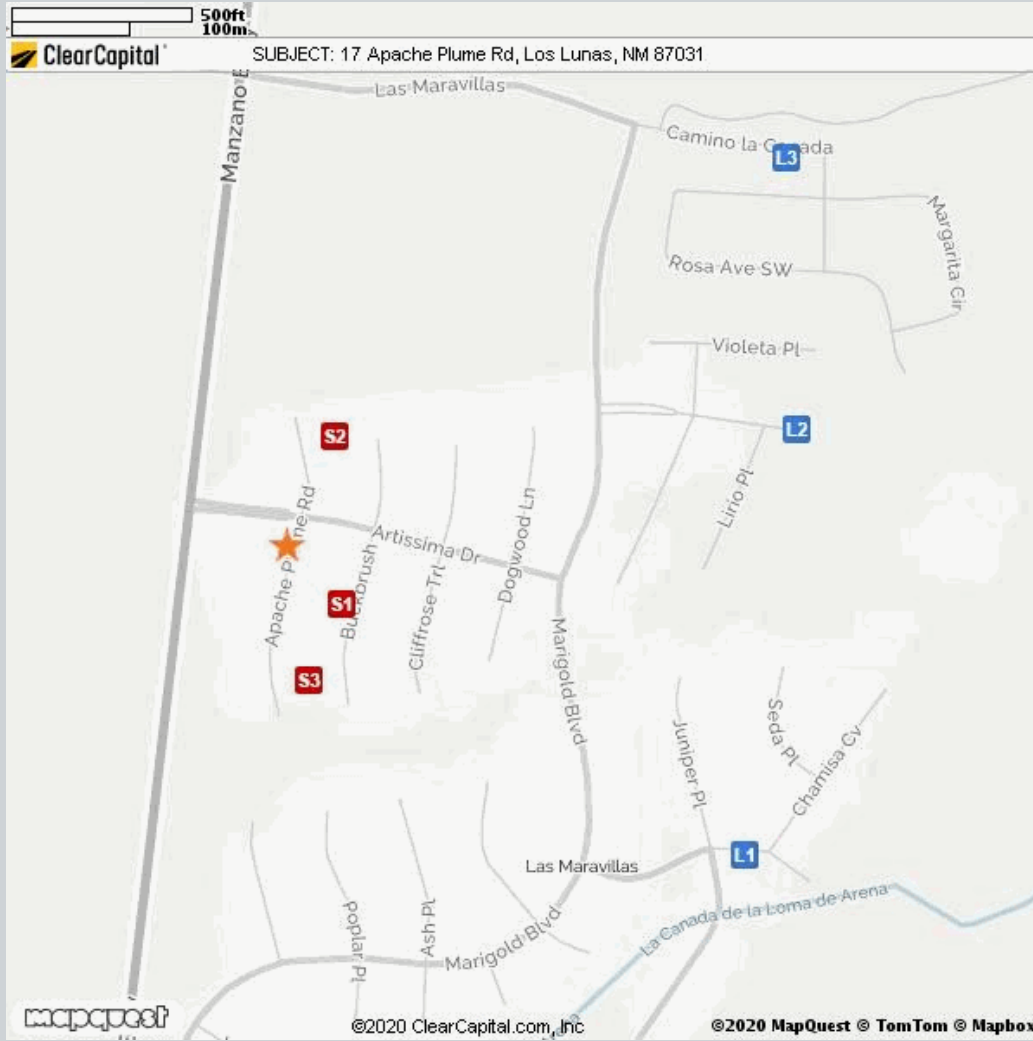 500ft
100m
ClearCapital
SUBJECT: 17 Apache Plume Rd, Los Lunas, NM 87031
Las Maravillas
Manzano
Camino la
L3
Margarita Cir
Rosa Ave SW
Violeta Pl
S2
L2
Lirio Pl
Apache P
ne Rd
Artissima Dr
Dogwood Ln
S1
Cliffrose Trl
S3
Marigold Blvd
Juniper Pl
Seda Pl
Chamisa Cv
Las Maravillas
L1
La Canada de la Loma de Arena
Poplar Pl
Ash Pl
Marigold Blvd
mapquest
©2020 ClearCapital.com, Inc
©2020 MapQuest © TomTom © Mapbox